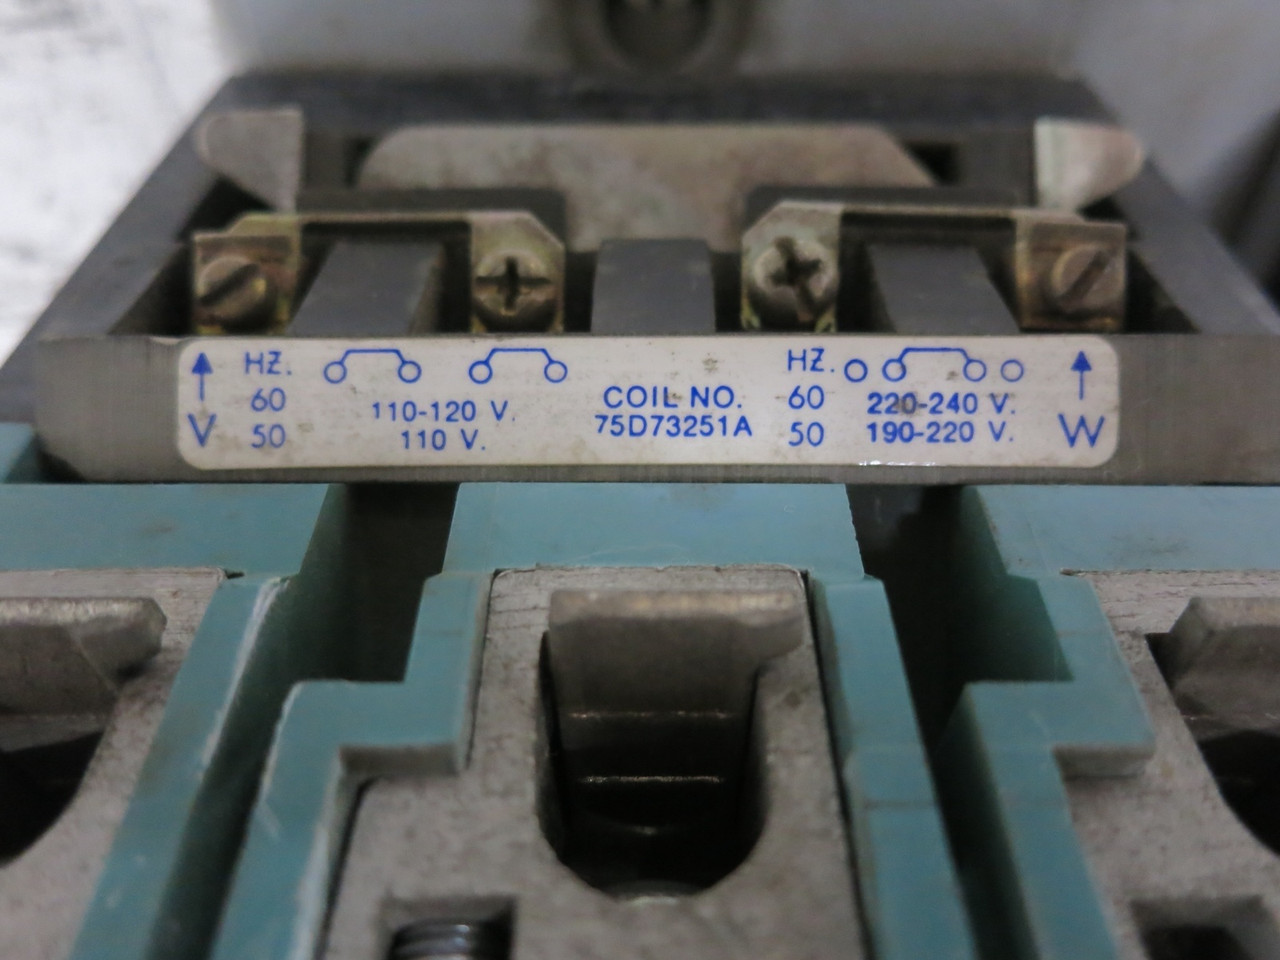 HZ.
60 110-120 V.
50 110 V.
V
COIL NO.
75D73251A
HZ.
60 220-240 V.
50 190-220 V.
W